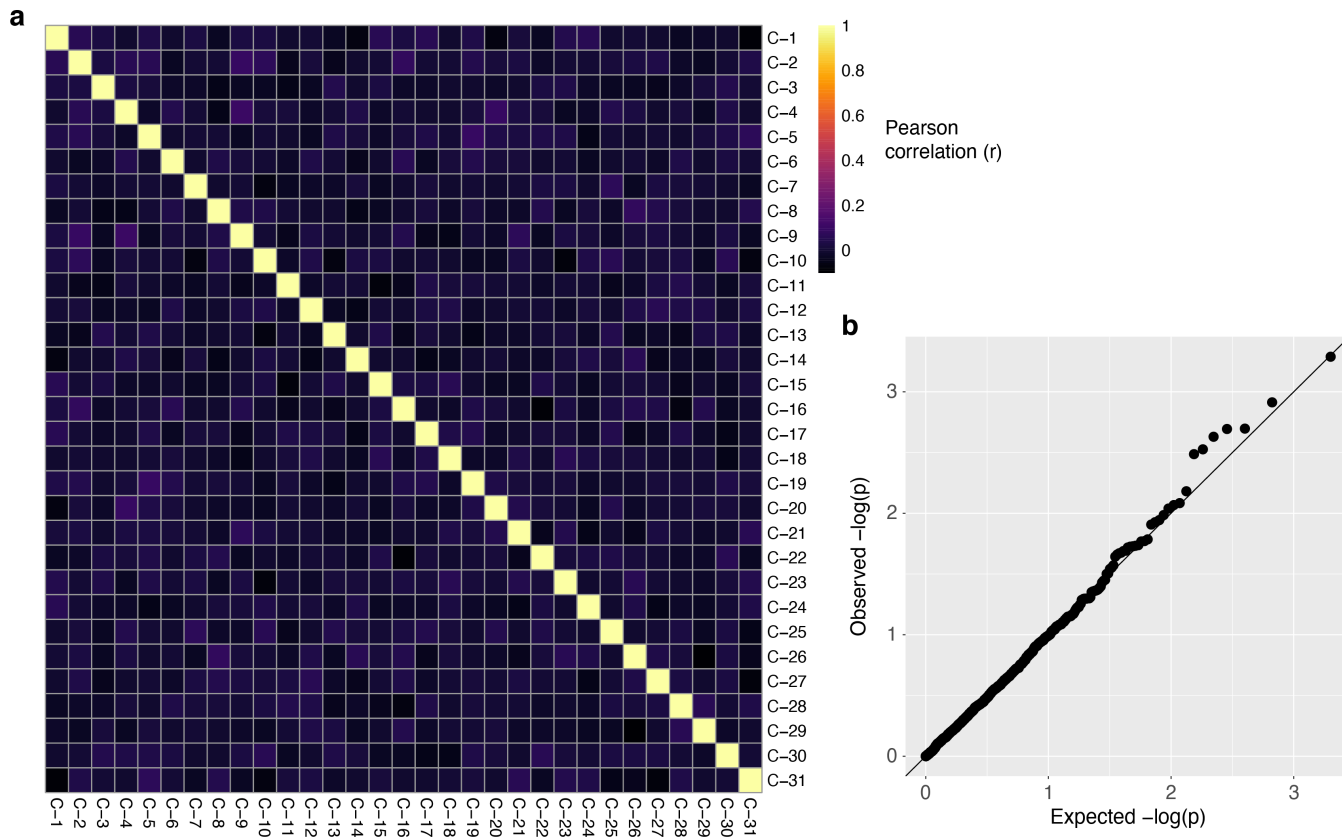 a
C−1
C−2
C−3
C−4
C−5
C−6
C−7
C−8
C−9
C−10
C−11
C−12
C−13
C−14
C−15
C−16
C−17
C−18
C−19
C−20
C−21
C−22
C−23
C−24
C−25
C−26
C−27
C−28
C−29
C−30
C−31
C−1 C−2 C−3 C−4 C−5 C−6 C−7 C−8 C−9 C−10 C−11 C−12 C−13 C−14 C−15 C−16 C−17 C−18 C−19 C−20 C−21 C−22 C−23 C−24 C−25 C−26 C−27 C−28 C−29 C−30 C−31
1
0.8
0.6
0.4
0.2
0
Pearson
correlation (r)
b
Observed −log(p)
3
2
1
0
0 1 2 3
Expected −log(p)